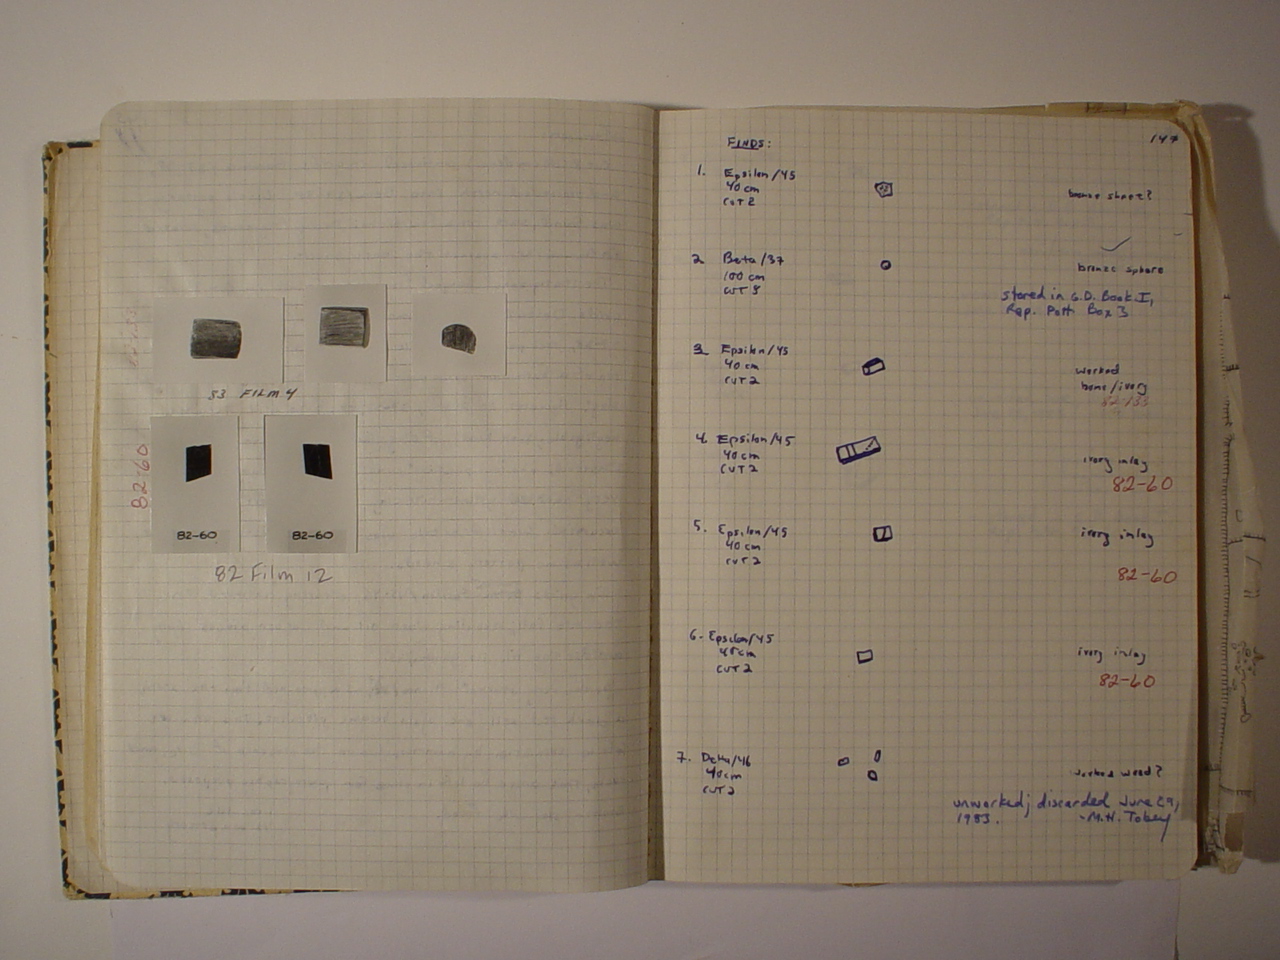 83 FILM 4
82-60
82-60
82-60
82 Film 12
147
FINDS:
1. Epsilon/45
40 cm
CUT 2
bronze sheet?
2. Beta/37
100 cm
CUT 3
bronze sphere
stored in G.D. Book I,
Rep. Pott. Box 3
3. Epsilon/45
40 cm
CUT 2
worked
bone/ivory
82-133
4. Epsilon/45
40 cm
CUT 2
ivory inlay
82-60
5. Epsilon/45
40 cm
CUT 2
ivory inlay
82-60
6. Epsilon/45
45 cm
CUT 2
ivory inlay
82-60
7. Delta/46
40 cm
CUT 2
worked wood?
unworked; discarded June 29,
1983. -M.H. Tobey